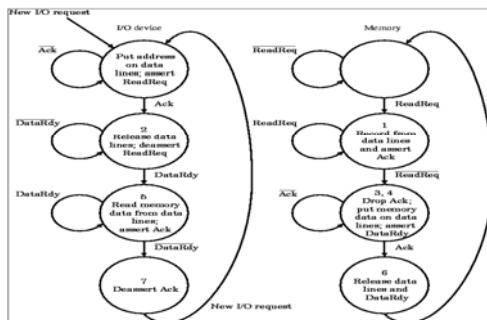 New I/O request
I/O device
Memory
Ack
Put address
on data
lines; assert
ReadReq
ReadReq
Ack
ReadReq
DataRdy
2
Release data
lines; deassert
ReadReq
ReadReq
1
Record from
data lines
and assert
Ack
DataRdy
ReadReq
DataRdy
5
Read memory
data from data
lines;
assert Ack
Ack
3, 4
Drop Ack;
put memory
data on data
lines; assert
DataRdy
DataRdy
Ack
7
Deassert Ack
6
Release data
lines and
DataRdy
New I/O request